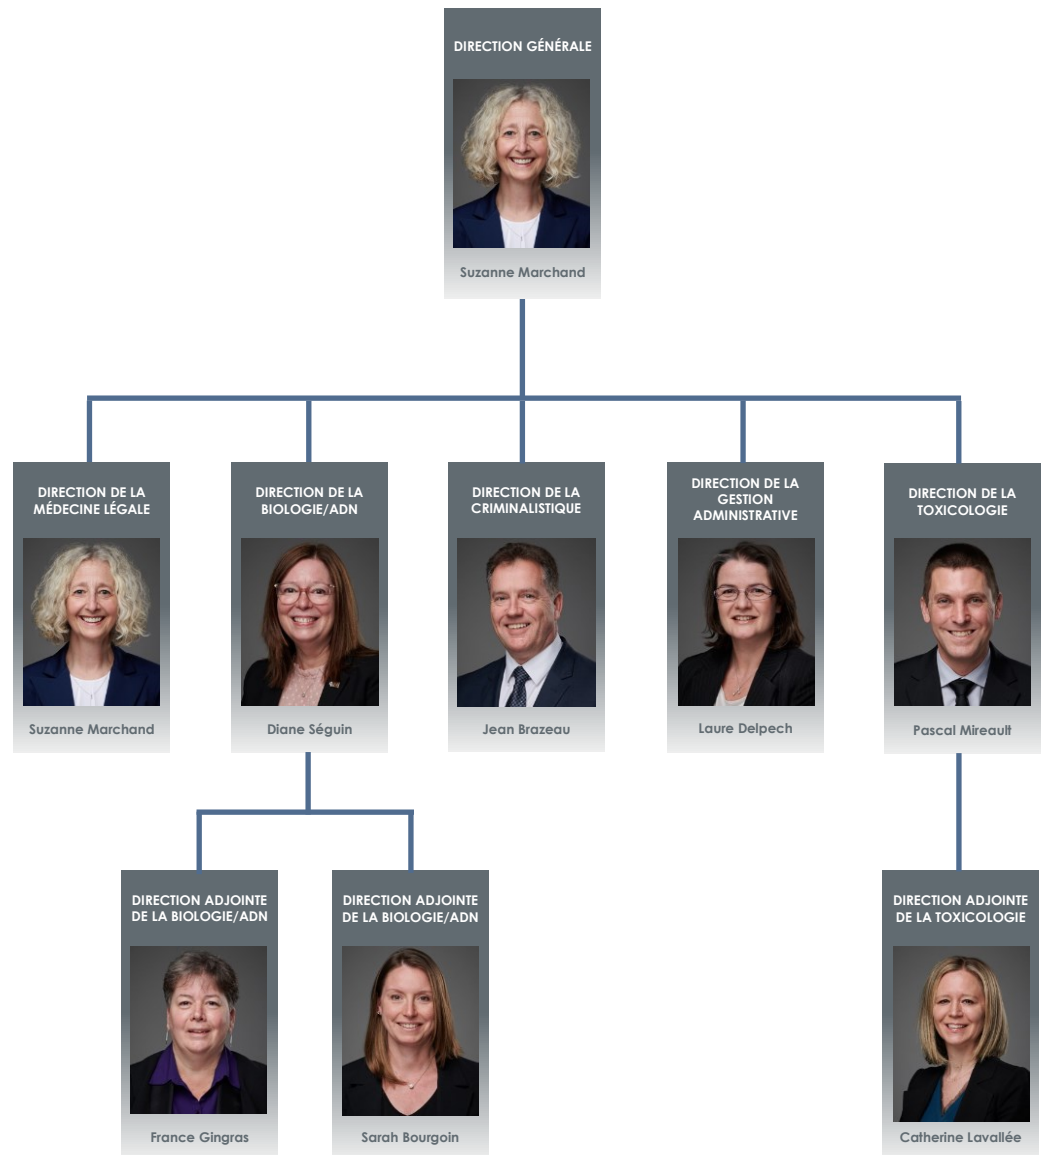 DIRECTION GÉNÉRALE
Suzanne Marchand
DIRECTION DE LA
MÉDECINE LÉGALE
Suzanne Marchand
DIRECTION DE LA
BIOLOGIE/ADN
Diane Séguin
DIRECTION DE LA
CRIMINALISTIQUE
Jean Brazeau
DIRECTION DE LA
GESTION
ADMINISTRATIVE
Laure Delpech
DIRECTION DE LA
TOXICOLOGIE
Pascal Mireault
DIRECTION ADJOINTE
DE LA BIOLOGIE/ADN
France Gingras
DIRECTION ADJOINTE
DE LA BIOLOGIE/ADN
Sarah Bourgoin
DIRECTION ADJOINTE
DE LA TOXICOLOGIE
Catherine Lavallée